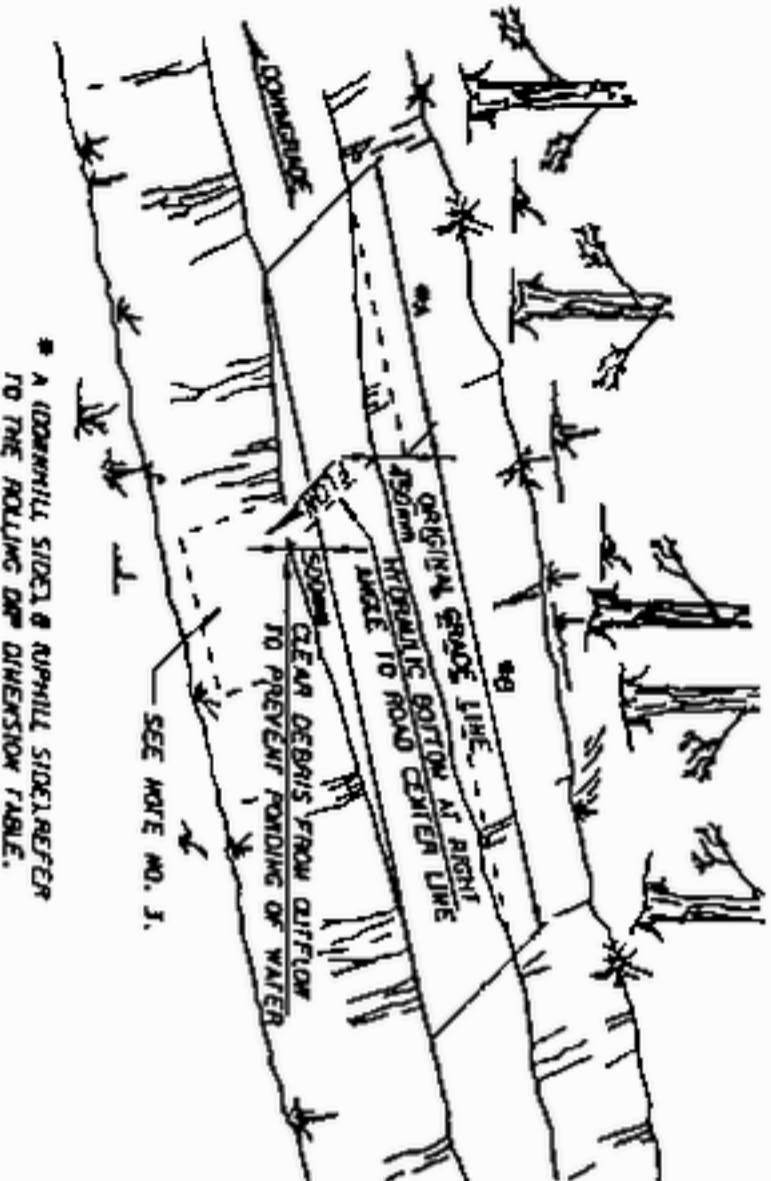 DOWNGRADE
*A
*B
ORIGINAL GRADE LINE
450mm
HYDRAULIC BOTTOM AT RIGHT
ANGLE TO ROAD CENTER LINE
500mm
CLEAR DEBRIS FROM OUTFLOW
TO PREVENT PONDING OF WATER
SEE NOTE NO. 3.
* A (DOWNHILL SIDE), B (UPHILL SIDE), REFER
TO THE ROLLING DIP DIMENSION TABLE.